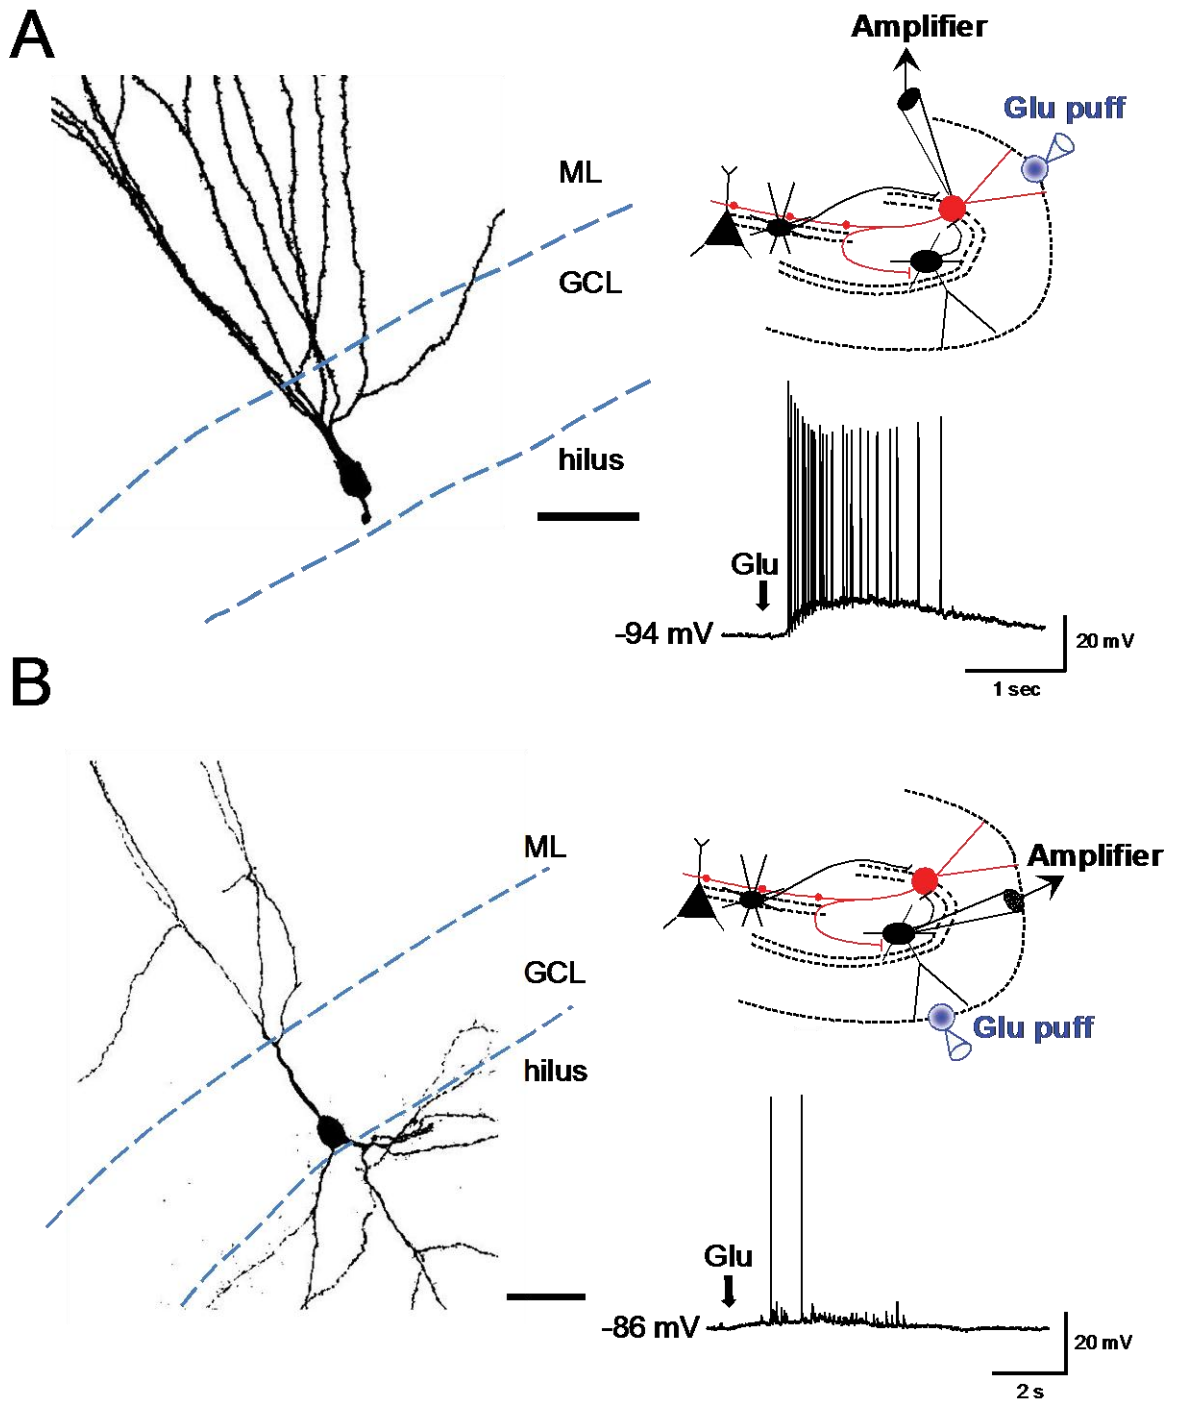 A
Amplifier
Glu puff
ML
GCL
hilus
Glu
-94 mV
20 mV
1 sec
B
ML
Amplifier
GCL
Glu puff
hilus
Glu
-86 mV
20 mV
2 s